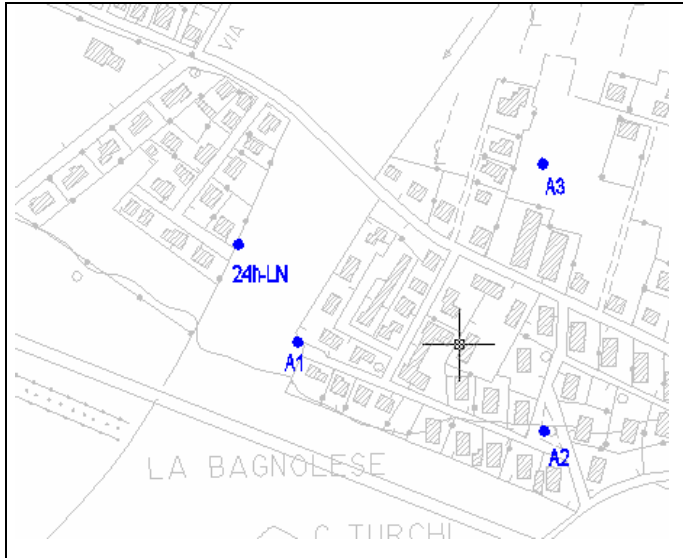 VIA
A3
24h-LN
A1
A2
LA BAGNOLESE
C. TURCHI